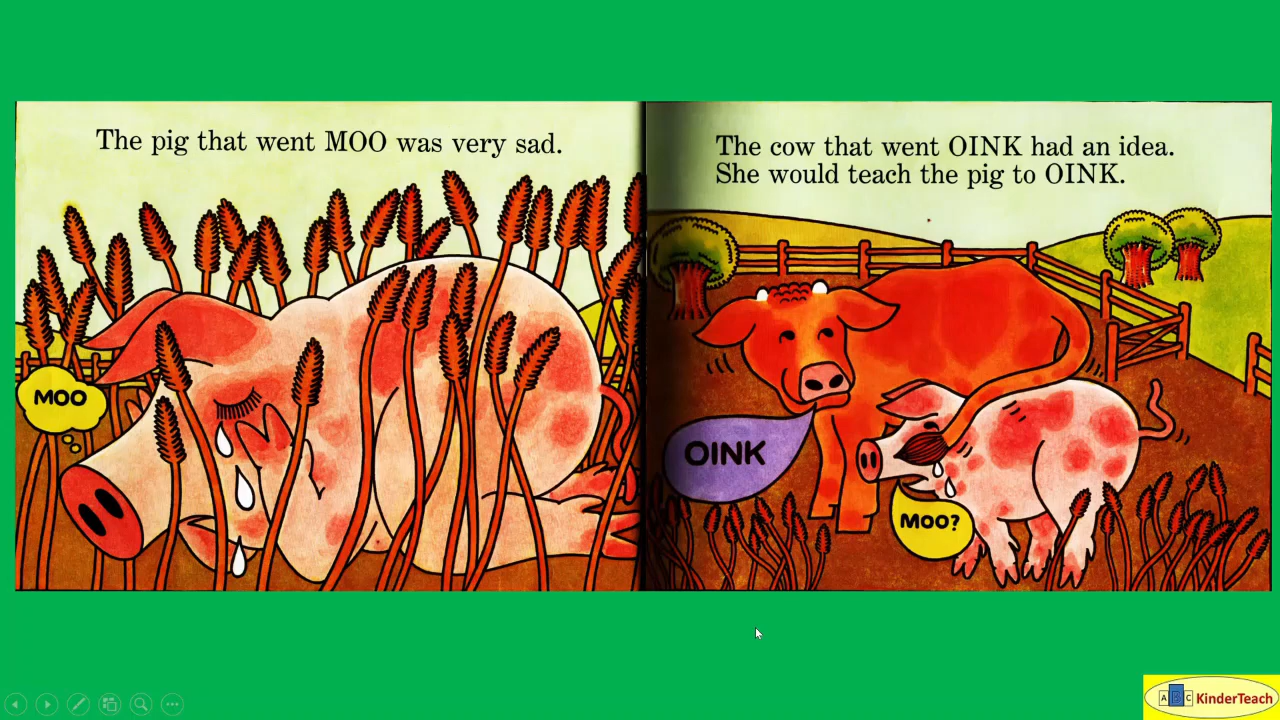 The pig that went MOO was very sad.
MOO
The cow that went OINK had an idea.
She would teach the pig to OINK.
OINK
MOO?
A B C KinderTeach